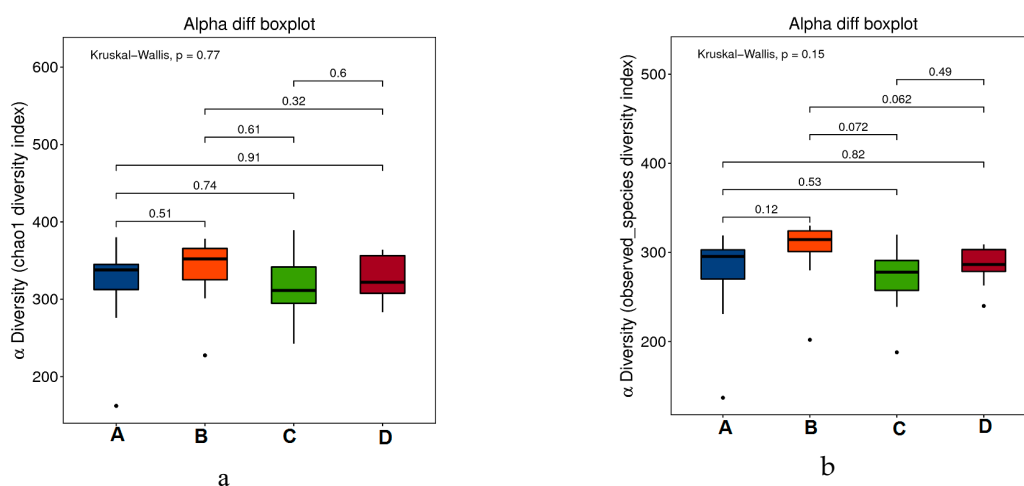 Alpha diff boxplot
Kruskal−Wallis, p = 0.77
α Diversity (chao1 diversity index)
600
500
400
300
200
0.6
0.32
0.61
0.91
0.74
0.51
A B C D
a
Alpha diff boxplot
Kruskal−Wallis, p = 0.15
α Diversity (observed_species diversity index)
500
400
300
200
0.49
0.062
0.072
0.82
0.53
0.12
A B C D
b